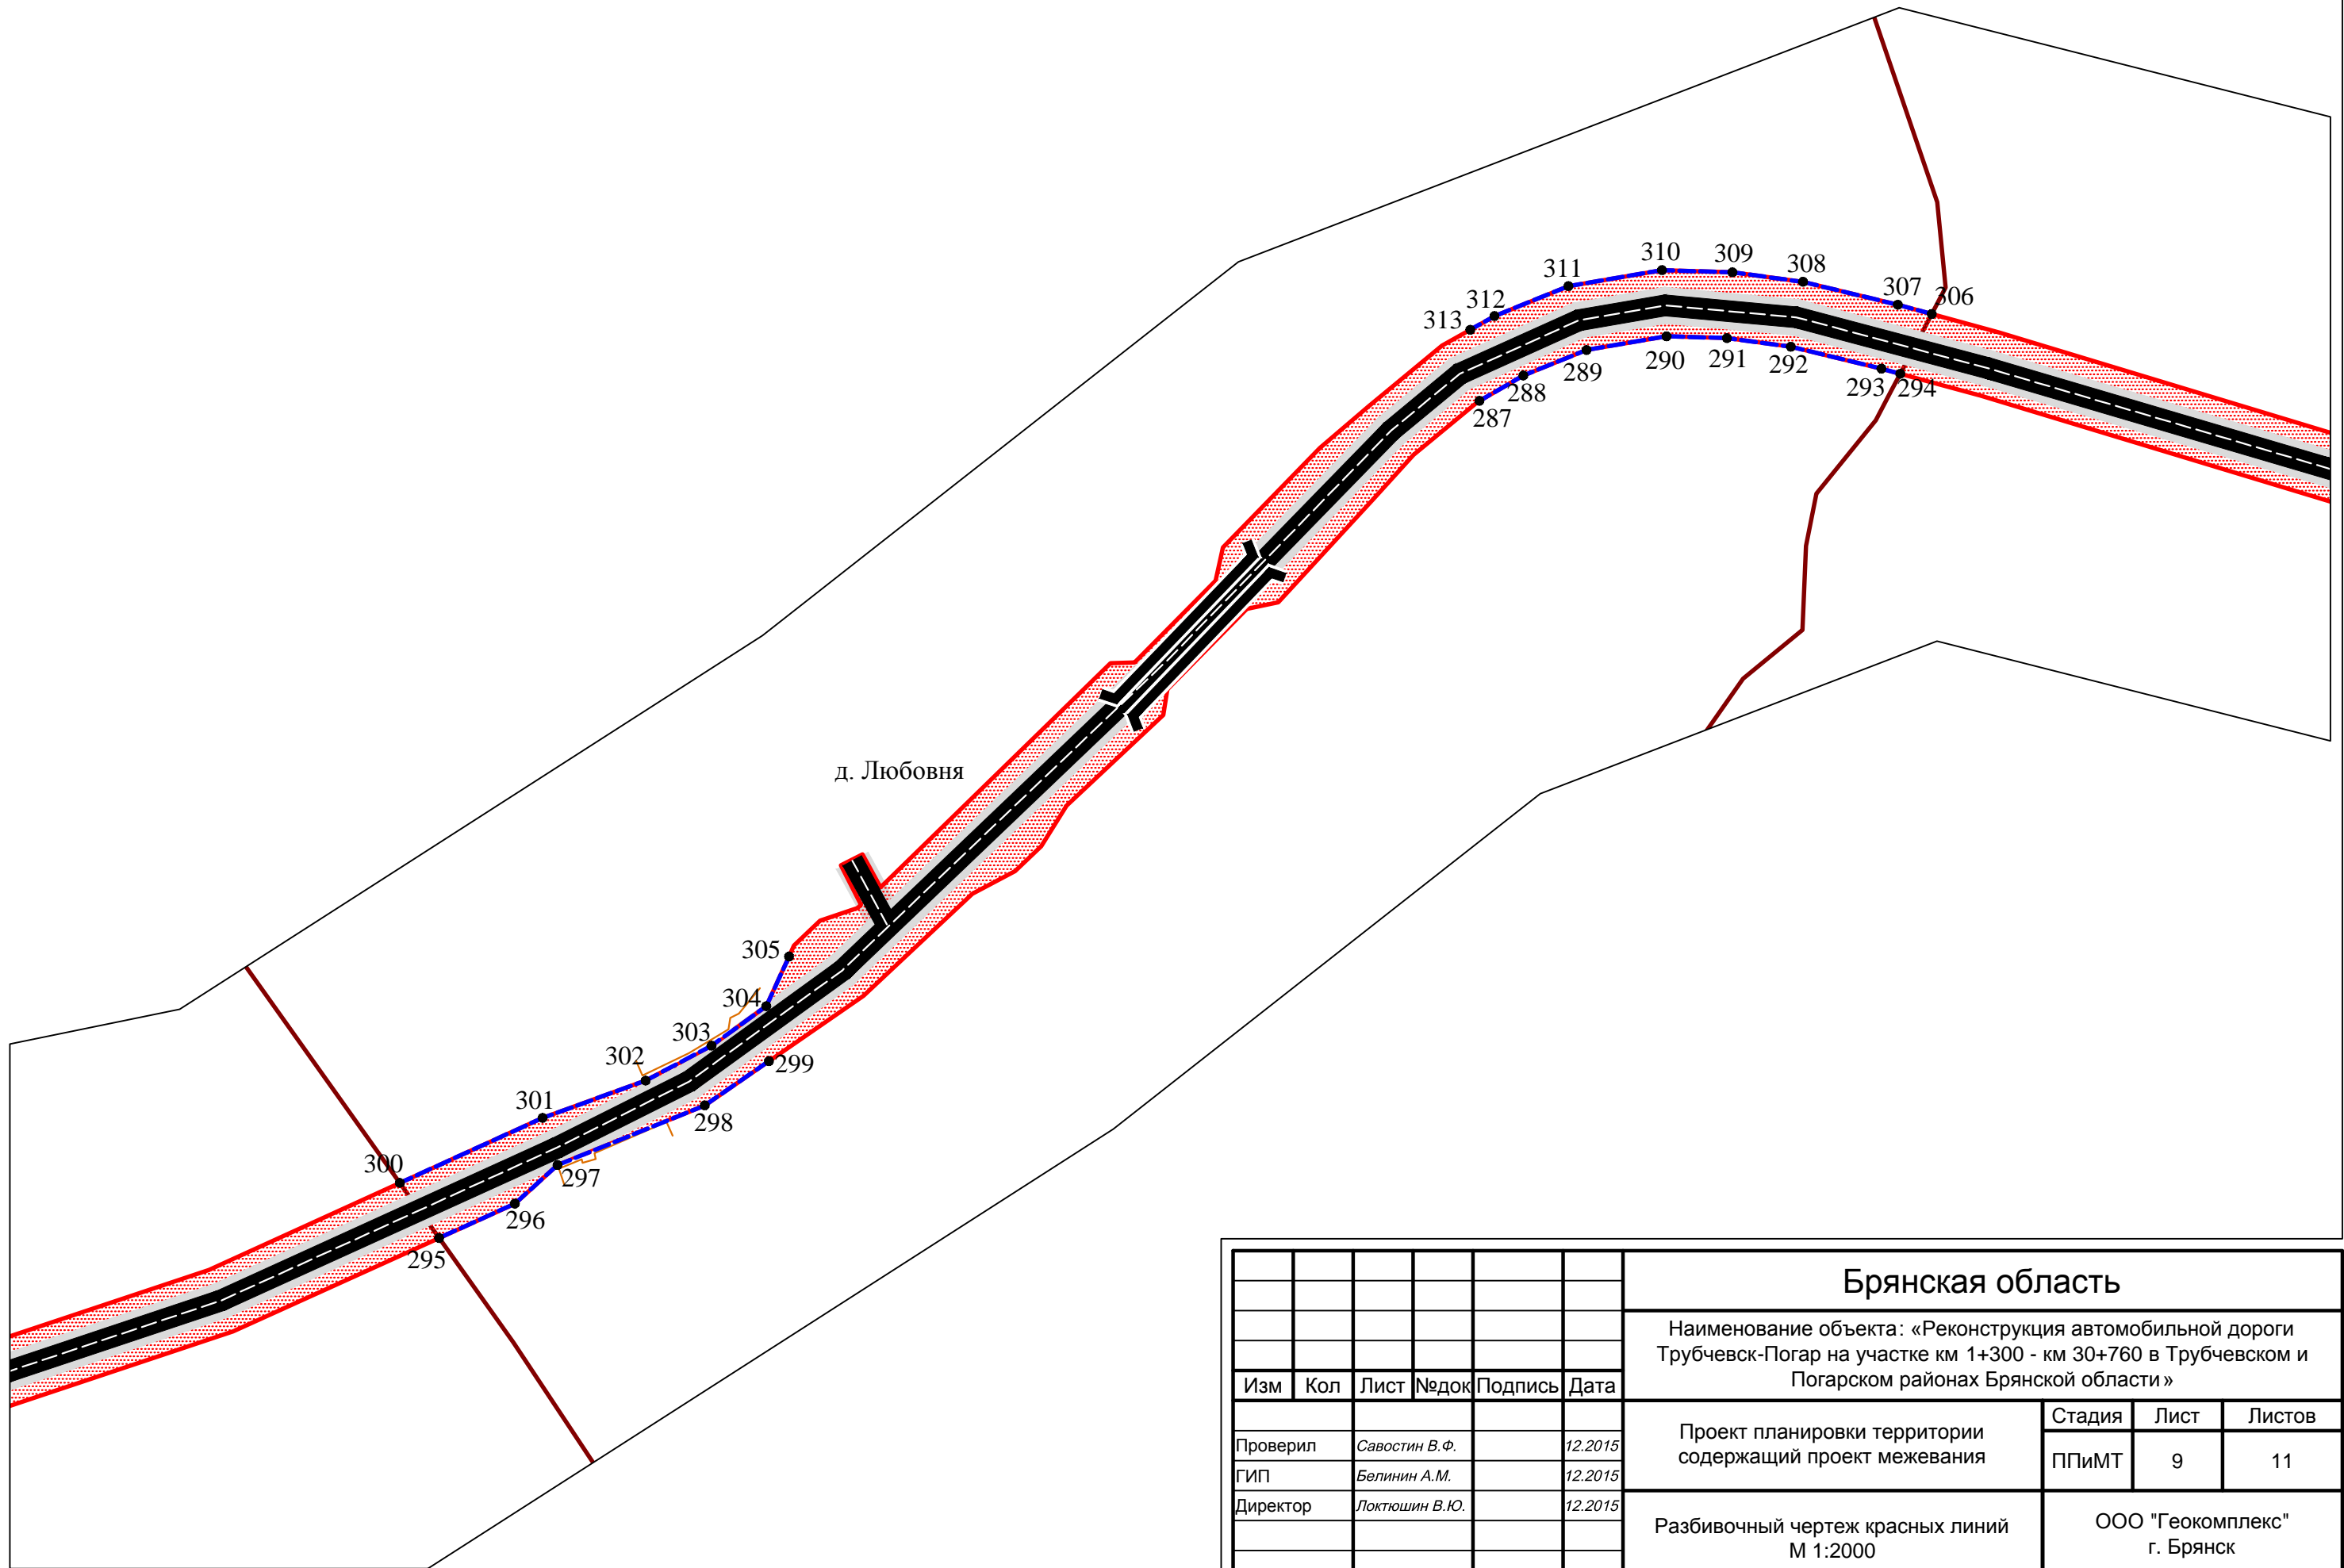 310
309
311
308
307
306
312
313
290
291
292
289
293
294
288
287
д. Любовня
305
304
303
302
299
301
298
300
297
296
295
Брянская область
Наименование объекта: «Реконструкция автомобильной дороги
Трубчевск-Погар на участке км 1+300 - км 30+760 в Трубчевском и
Погарском районах Брянской области»
Изм Кол Лист №док Подпись Дата
Проект планировки территории
содержащий проект межевания
Стадия Лист Листов
ППиМТ 9 11
Проверил Савостин В.Ф. 12.2015
ГИП Белинин А.М. 12.2015
Директор Локтюшин В.Ю. 12.2015
Разбивочный чертеж красных линий
М 1:2000
ООО "Геокомплекс"
г. Брянск